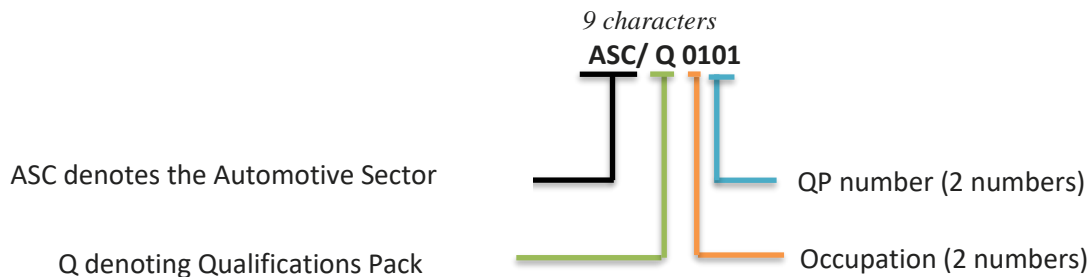 9 characters
ASC/ Q 0101
ASC denotes the Automotive Sector
QP number (2 numbers)
Q denoting Qualifications Pack
Occupation (2 numbers)